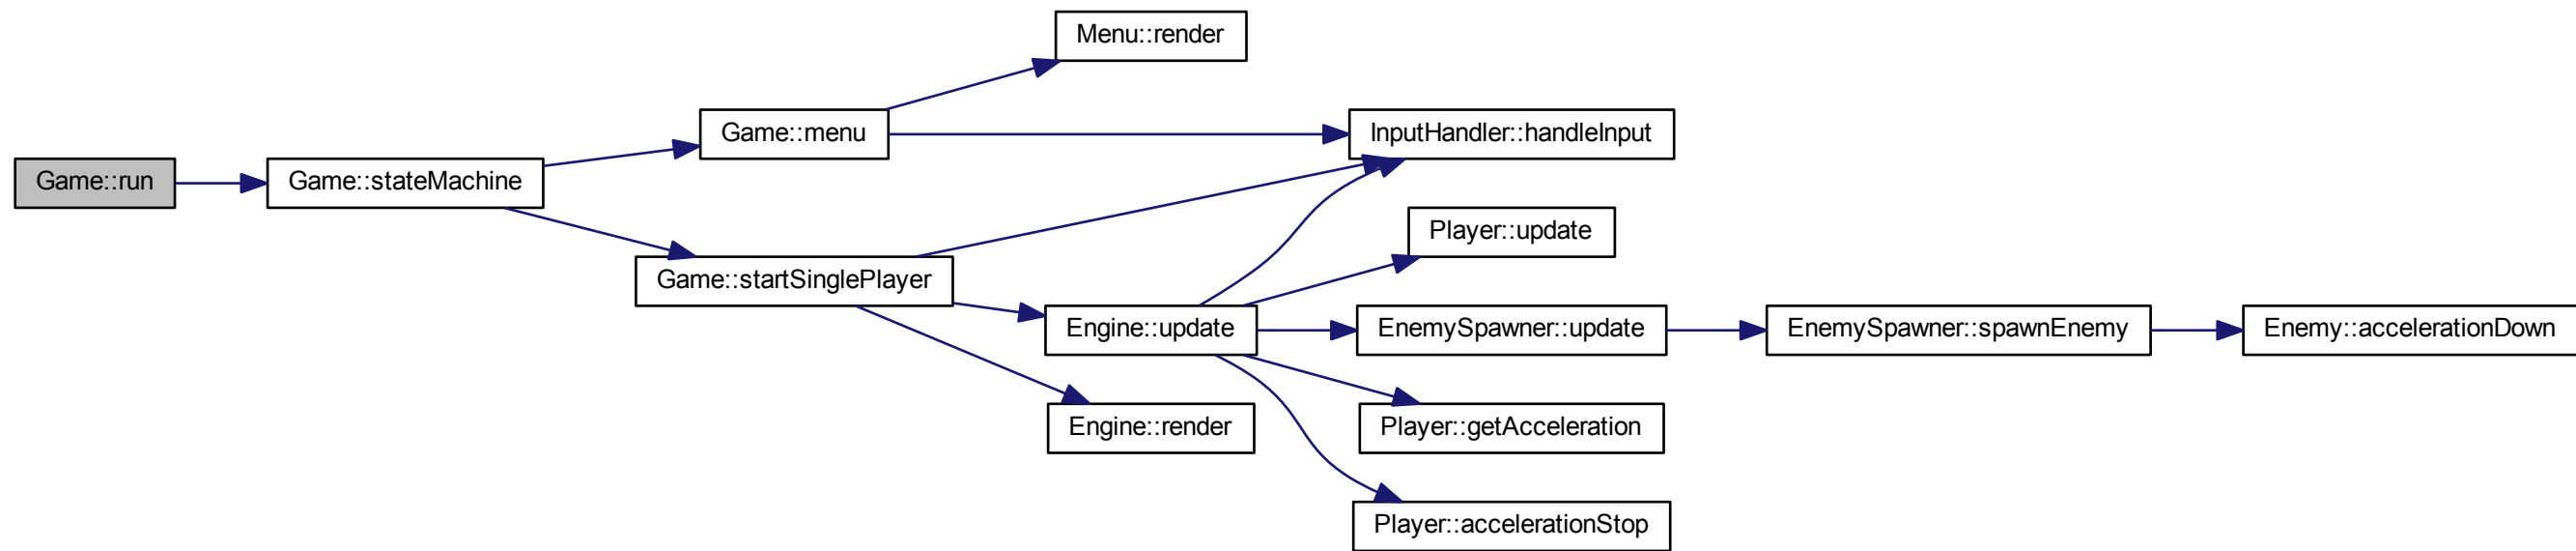 Menu::render
Game::menu
InputHandler::handleInput
Game::run
Game::stateMachine
Player::update
Game::startSinglePlayer
Engine::update
EnemySpawner::update
EnemySpawner::spawnEnemy
Enemy::accelerationDown
Engine::render
Player::getAcceleration
Player::accelerationStop